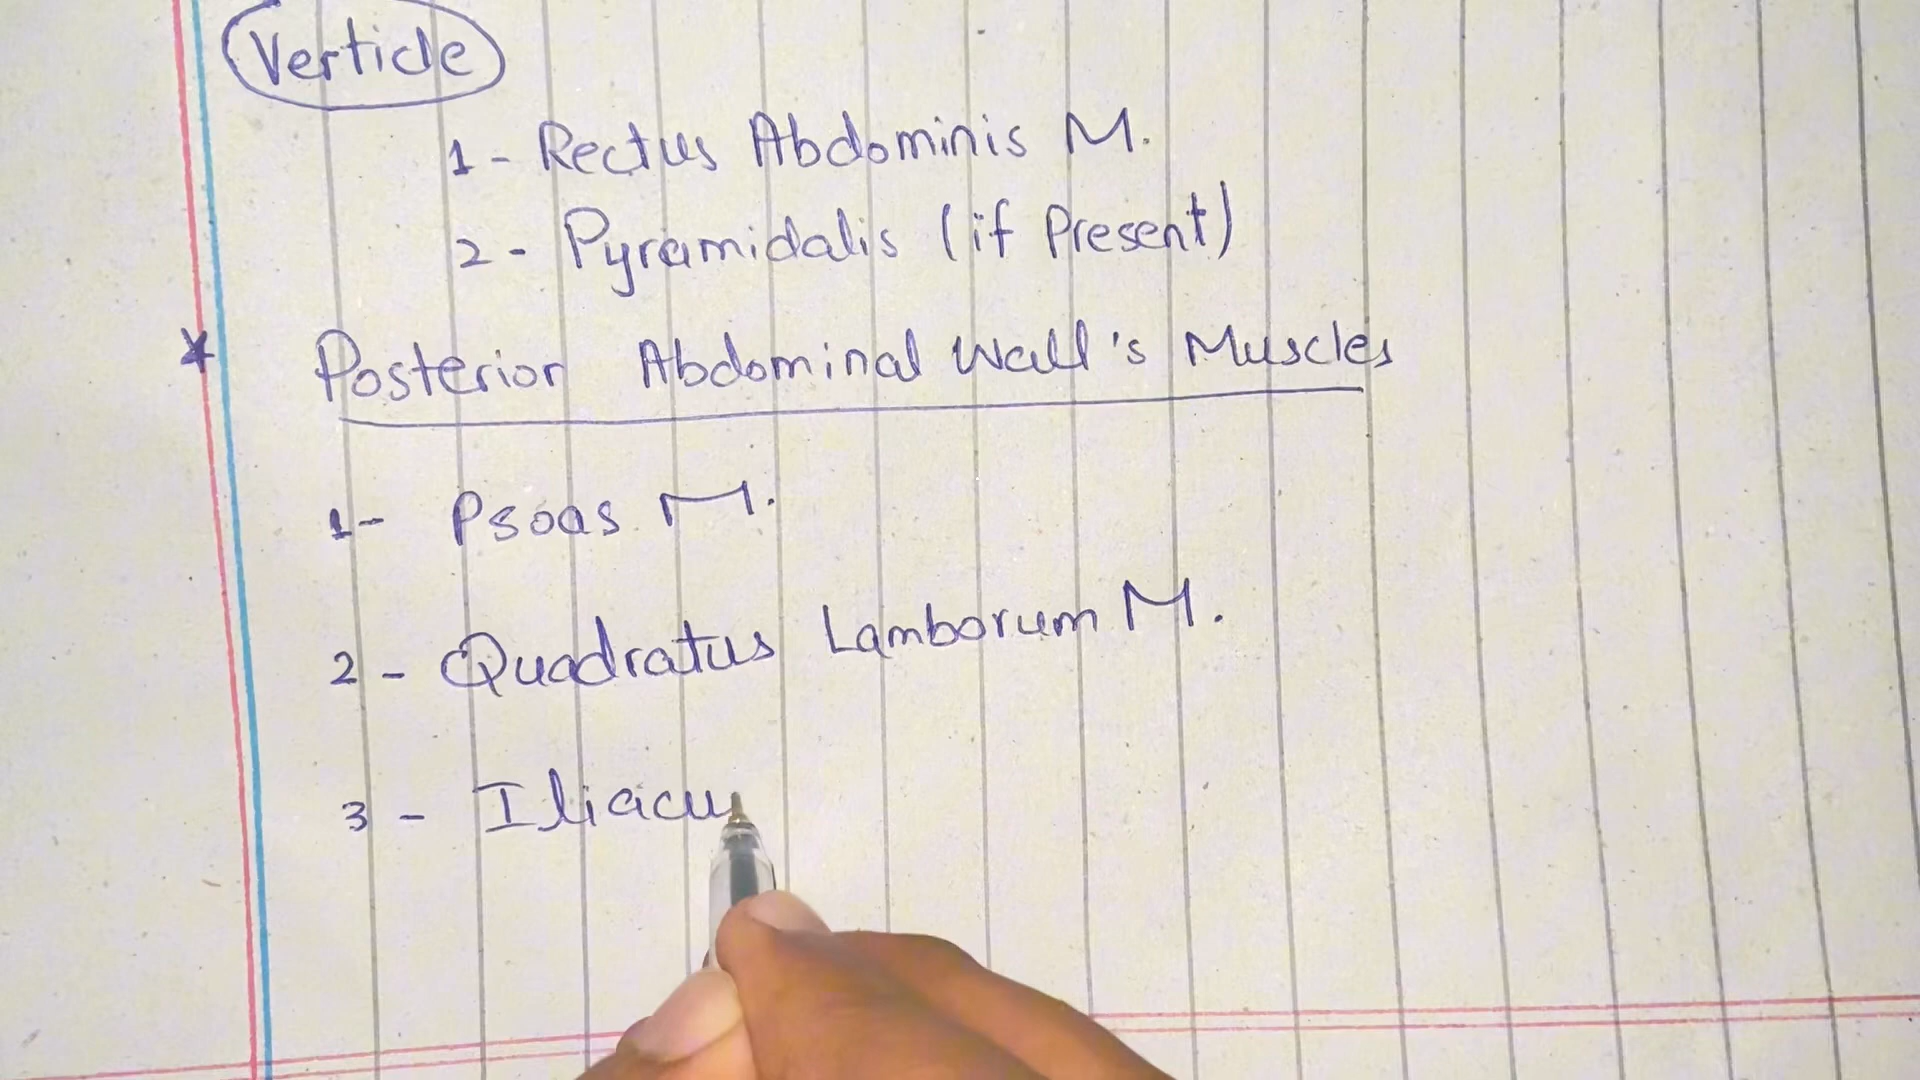 Verticle
1 - Rectus Abdominis M.
2 - Pyramidalis (if Present)
* Posterior Abdominal Wall's Muscles
1 - Psoas M.
2 - Quadratus Lamborum M.
3 - Iliacu